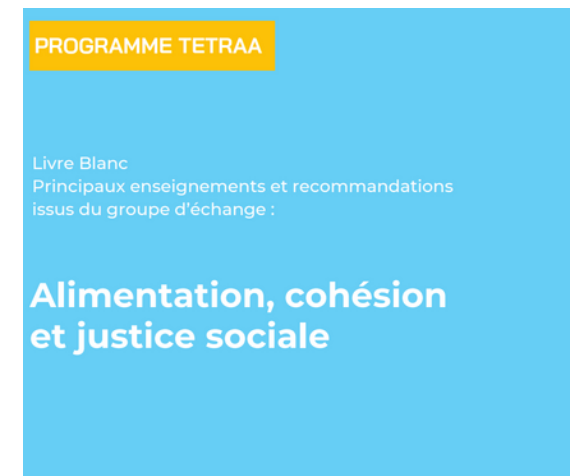 PROGRAMME TETRAA
Livre Blanc
Principaux enseignements et recommandations
issus du groupe d'échange :
Alimentation, cohésion
et justice sociale